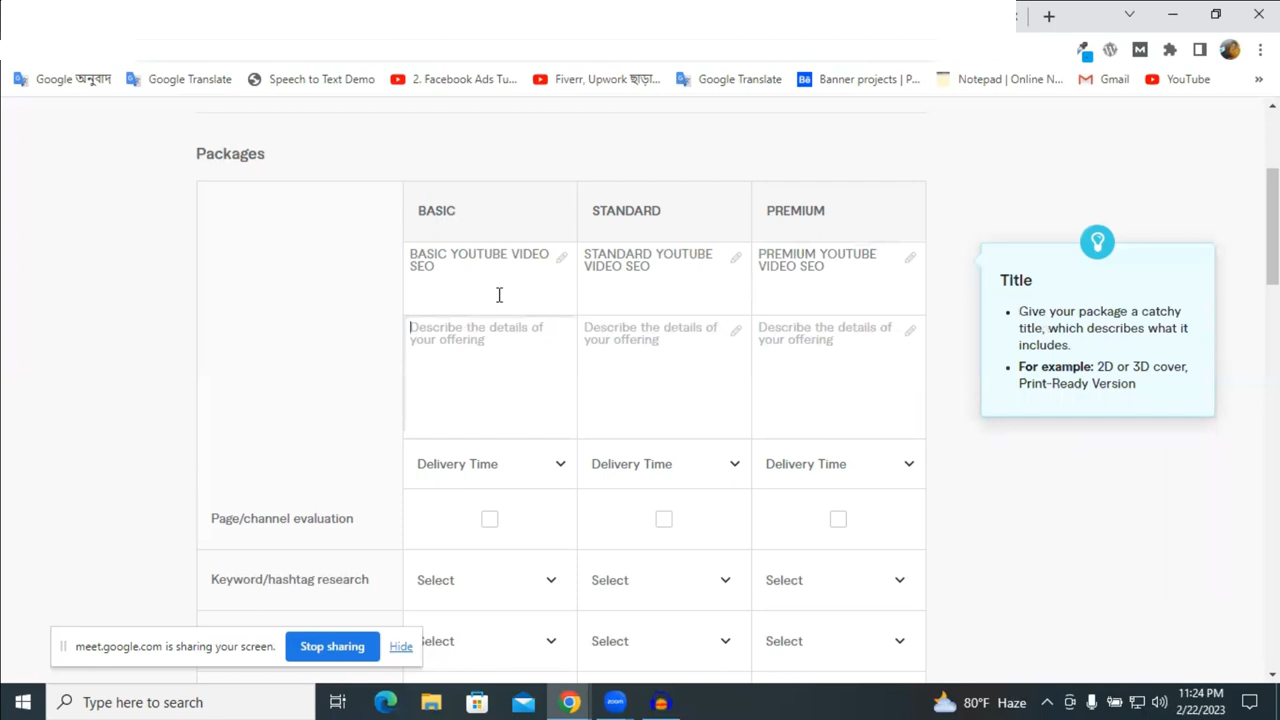 Google অনুবাদ
Google Translate
Speech to Text Demo
2. Facebook Ads Tu...
Fiverr, Upwork ছাড়া...
Google Translate
Bē Banner projects | P...
Notepad | Online N...
Gmail
YouTube
»
Packages
BASIC
STANDARD
PREMIUM
BASIC YOUTUBE VIDEO
SEO
STANDARD YOUTUBE
VIDEO SEO
PREMIUM YOUTUBE
VIDEO SEO
Describe the details of
your offering
Describe the details of
your offering
Describe the details of
your offering
Delivery Time
Delivery Time
Delivery Time
Page/channel evaluation
Keyword/hashtag research
Select
Select
Select
elect
Select
Select
Title
• Give your package a catchy
title, which describes what it
includes.
• For example: 2D or 3D cover,
Print-Ready Version
meet.google.com is sharing your screen.
Stop sharing
Hide
Type here to search
zoom
80°F Haze
11:24 PM
2/22/2023